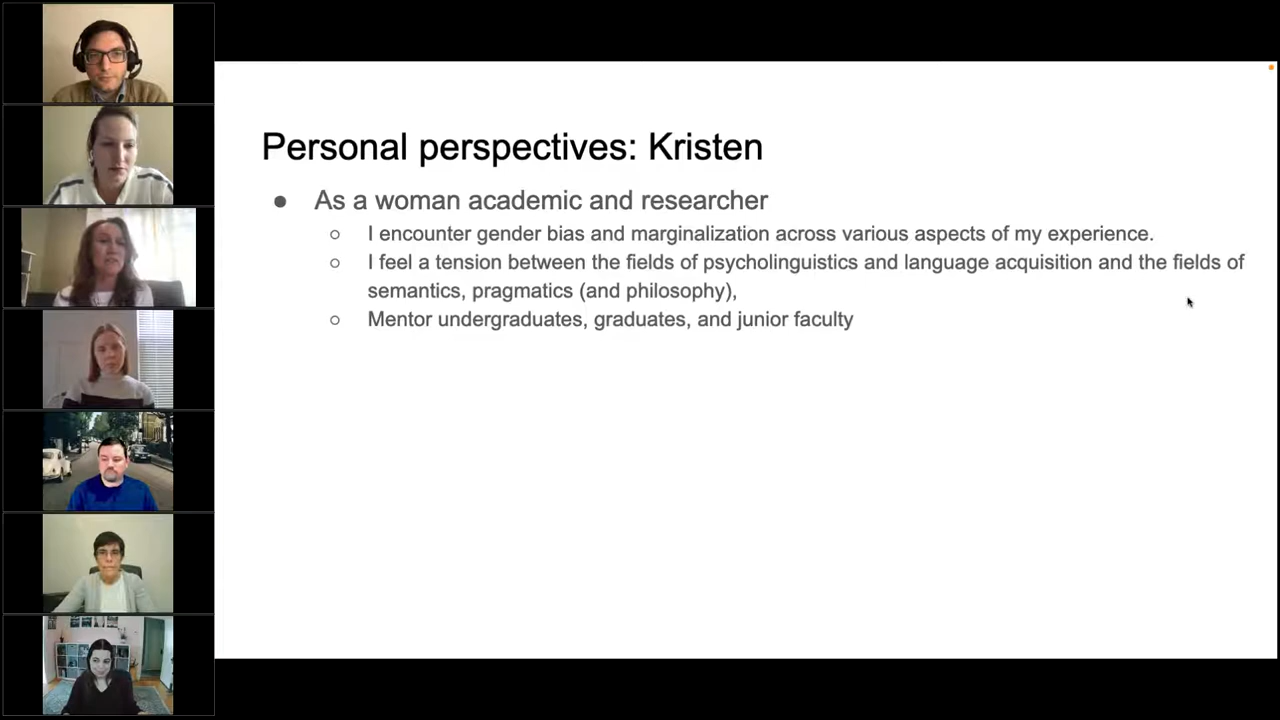 Personal perspectives: Kristen
● As a woman academic and researcher
○ I encounter gender bias and marginalization across various aspects of my experience.
○ I feel a tension between the fields of psycholinguistics and language acquisition and the fields of
semantics, pragmatics (and philosophy),
○ Mentor undergraduates, graduates, and junior faculty